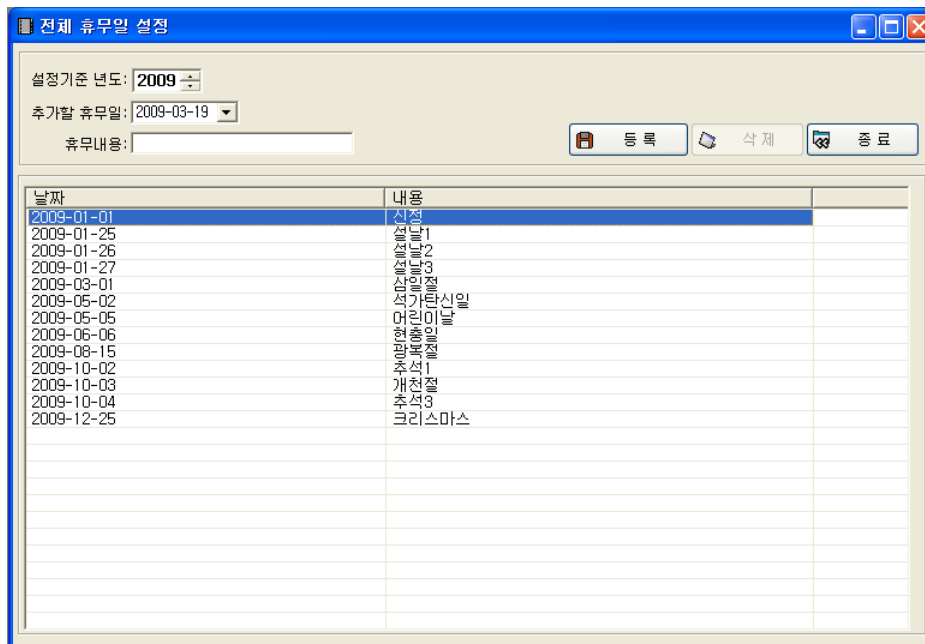 전체 휴무일 설정
설정기준 년도: 2009
추가할 휴무일: 2009-03-19
휴무내용:
등록 삭제 종료
날짜 내용
2009-01-01 신정
2009-01-25 설날1
2009-01-26 설날2
2009-01-27 설날3
2009-03-01 삼일절
2009-05-02 석가탄신일
2009-05-05 어린이날
2009-06-06 현충일
2009-08-15 광복절
2009-10-02 추석1
2009-10-03 개천절
2009-10-04 추석3
2009-12-25 크리스마스